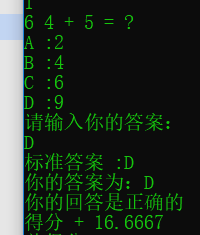 6 4 + 5 = ?
A :2
B :4
C :6
D :9
请输入你的答案:
D
标准答案 :D
你的答案为: D
你的回答是正确的
得分 + 16.6667